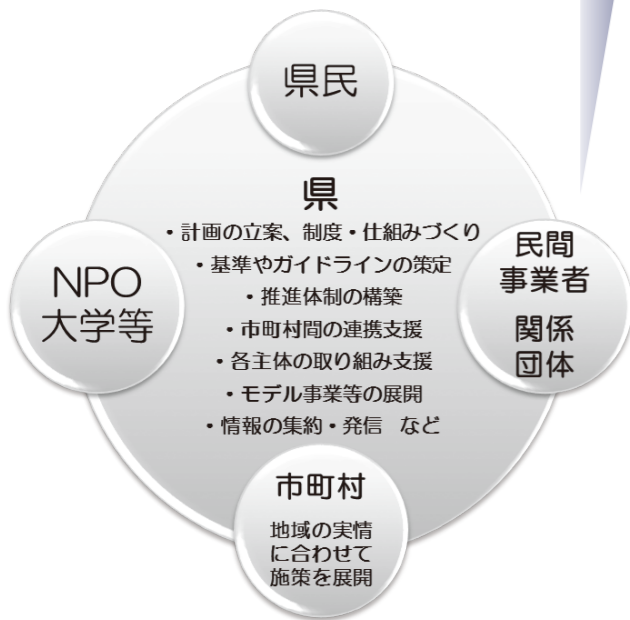 県民
県
・計画の立案、制度・仕組みづくり
・基準やガイドラインの策定
・推進体制の構築
・市町村間の連携支援
・各主体の取り組み支援
・モデル事業等の展開
・情報の集約・発信 など
NPO
大学等
民間
事業者
関係
団体
市町村
地域の実情
に合わせて
施策を展開